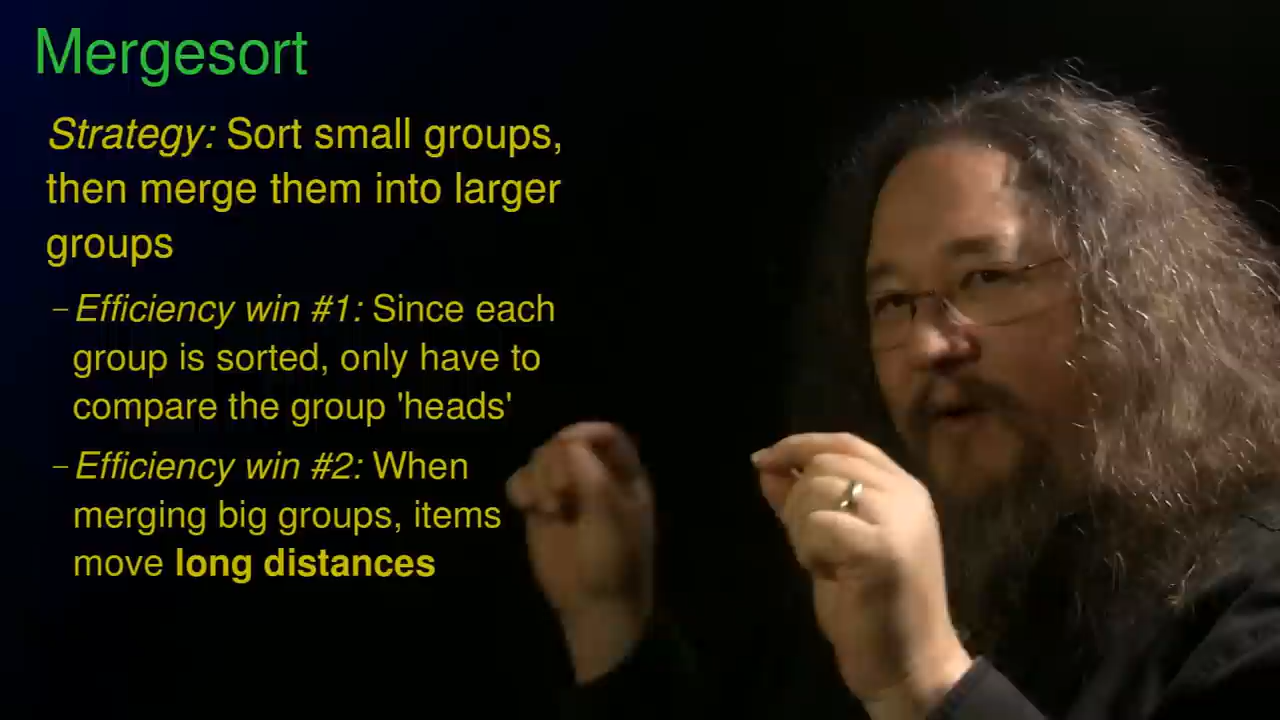 Mergesort
Strategy: Sort small groups,
then merge them into larger
groups
– Efficiency win #1: Since each
group is sorted, only have to
compare the group 'heads'
– Efficiency win #2: When
merging big groups, items
move long distances